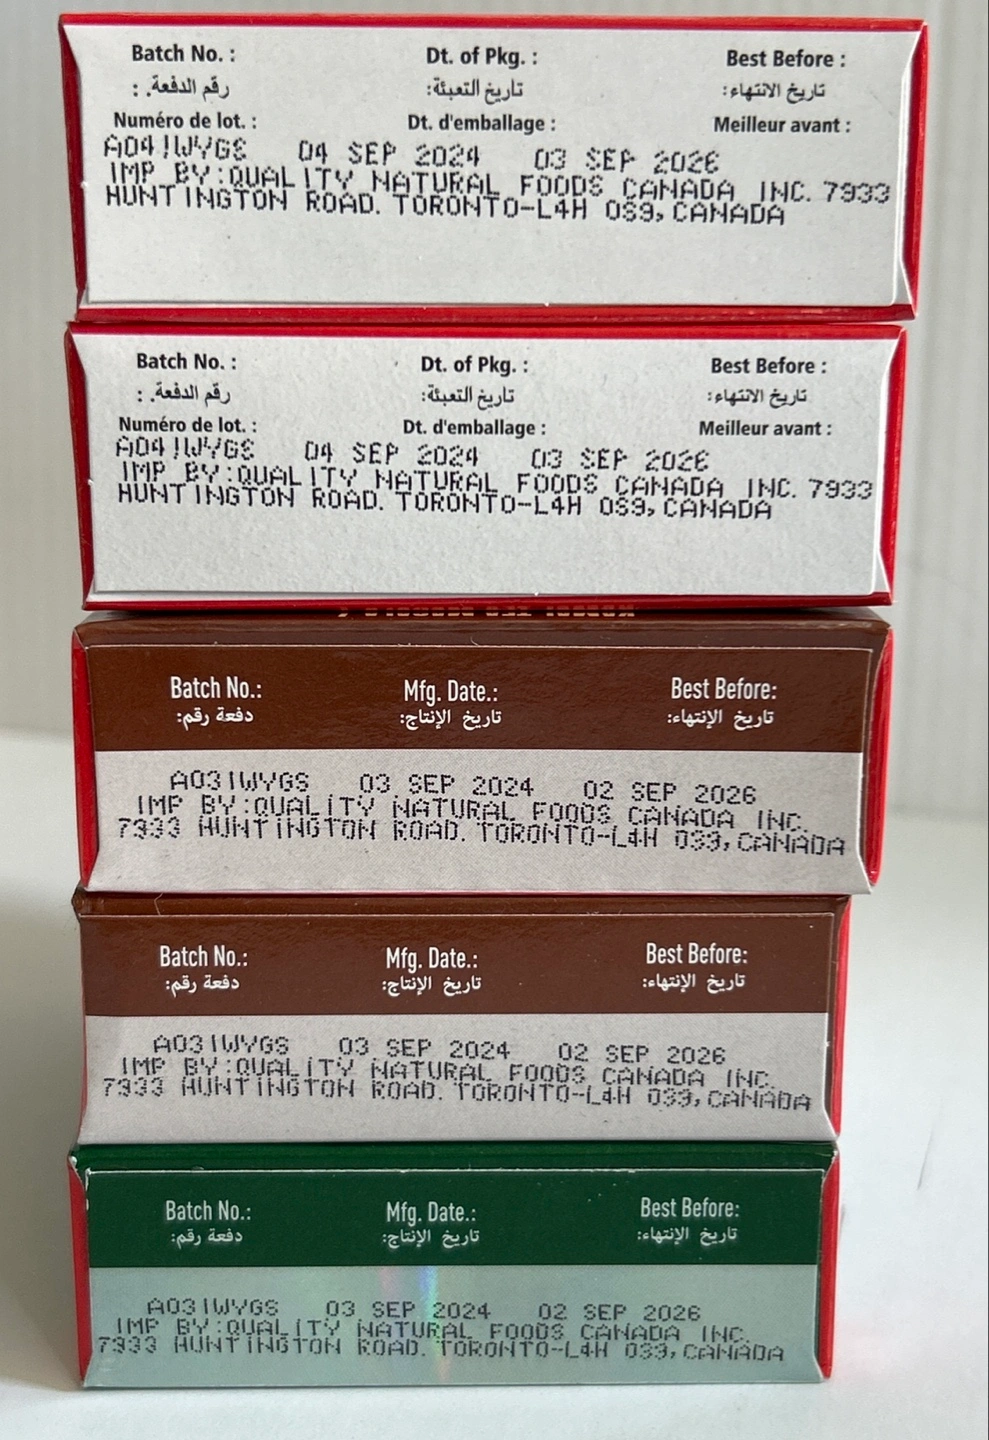 Batch No. : Dt. of Pkg. : Best Before :
رقم الدفعة. : تاريخ التعبئة: تاريخ الانتهاء:
Numéro de lot. : Dt. d'emballage : Meilleur avant :
A041WYGS 04 SEP 2024 03 SEP 2026
IMP BY:QUALITY NATURAL FOODS CANADA INC. 7933
HUNTINGTON ROAD. TORONTO-L4H 0S9, CANADA
Batch No. : Dt. of Pkg. : Best Before :
رقم الدفعة. : تاريخ التعبئة: تاريخ الانتهاء:
Numéro de lot. : Dt. d'emballage : Meilleur avant :
A041WYGS 04 SEP 2024 03 SEP 2026
IMP BY:QUALITY NATURAL FOODS CANADA INC. 7933
HUNTINGTON ROAD. TORONTO-L4H 0S9, CANADA
Batch No.: Mfg. Date.: Best Before:
دفعة رقم: تاريخ الإنتاج: تاريخ الإنتهاء:
A031WYGS 03 SEP 2024 02 SEP 2026
IMP BY:QUALITY NATURAL FOODS CANADA INC.
7933 HUNTINGTON ROAD. TORONTO-L4H 0S9, CANADA
Batch No.: Mfg. Date.: Best Before:
دفعة رقم: تاريخ الإنتاج: تاريخ الإنتهاء:
A031WYGS 03 SEP 2024 02 SEP 2026
IMP BY:QUALITY NATURAL FOODS CANADA INC.
7933 HUNTINGTON ROAD. TORONTO-L4H 0S9, CANADA
Batch No.: Mfg. Date.: Best Before:
دفعة رقم: تاريخ الإنتاج: تاريخ الإنتهاء:
A031WYGS 03 SEP 2024 02 SEP 2026
IMP BY:QUALITY NATURAL FOODS CANADA INC.
7933 HUNTINGTON ROAD. TORONTO-L4H 0S9, CANADA